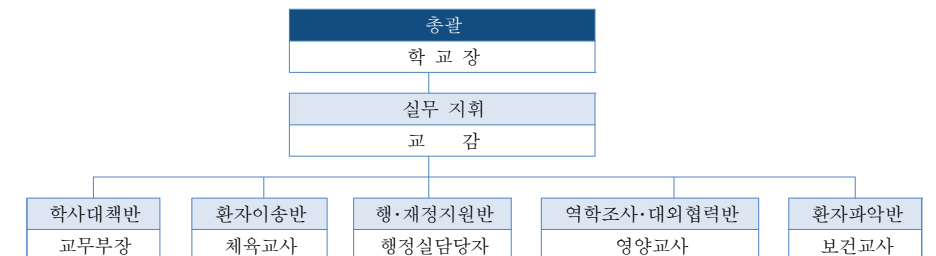 총괄
학 교 장
실무 지휘
교 감
학사대책반 환자이송반 행·재정지원반 역학조사·대외협력반 환자파악반
교무부장 체육교사 행정실담당자 영양교사 보건교사